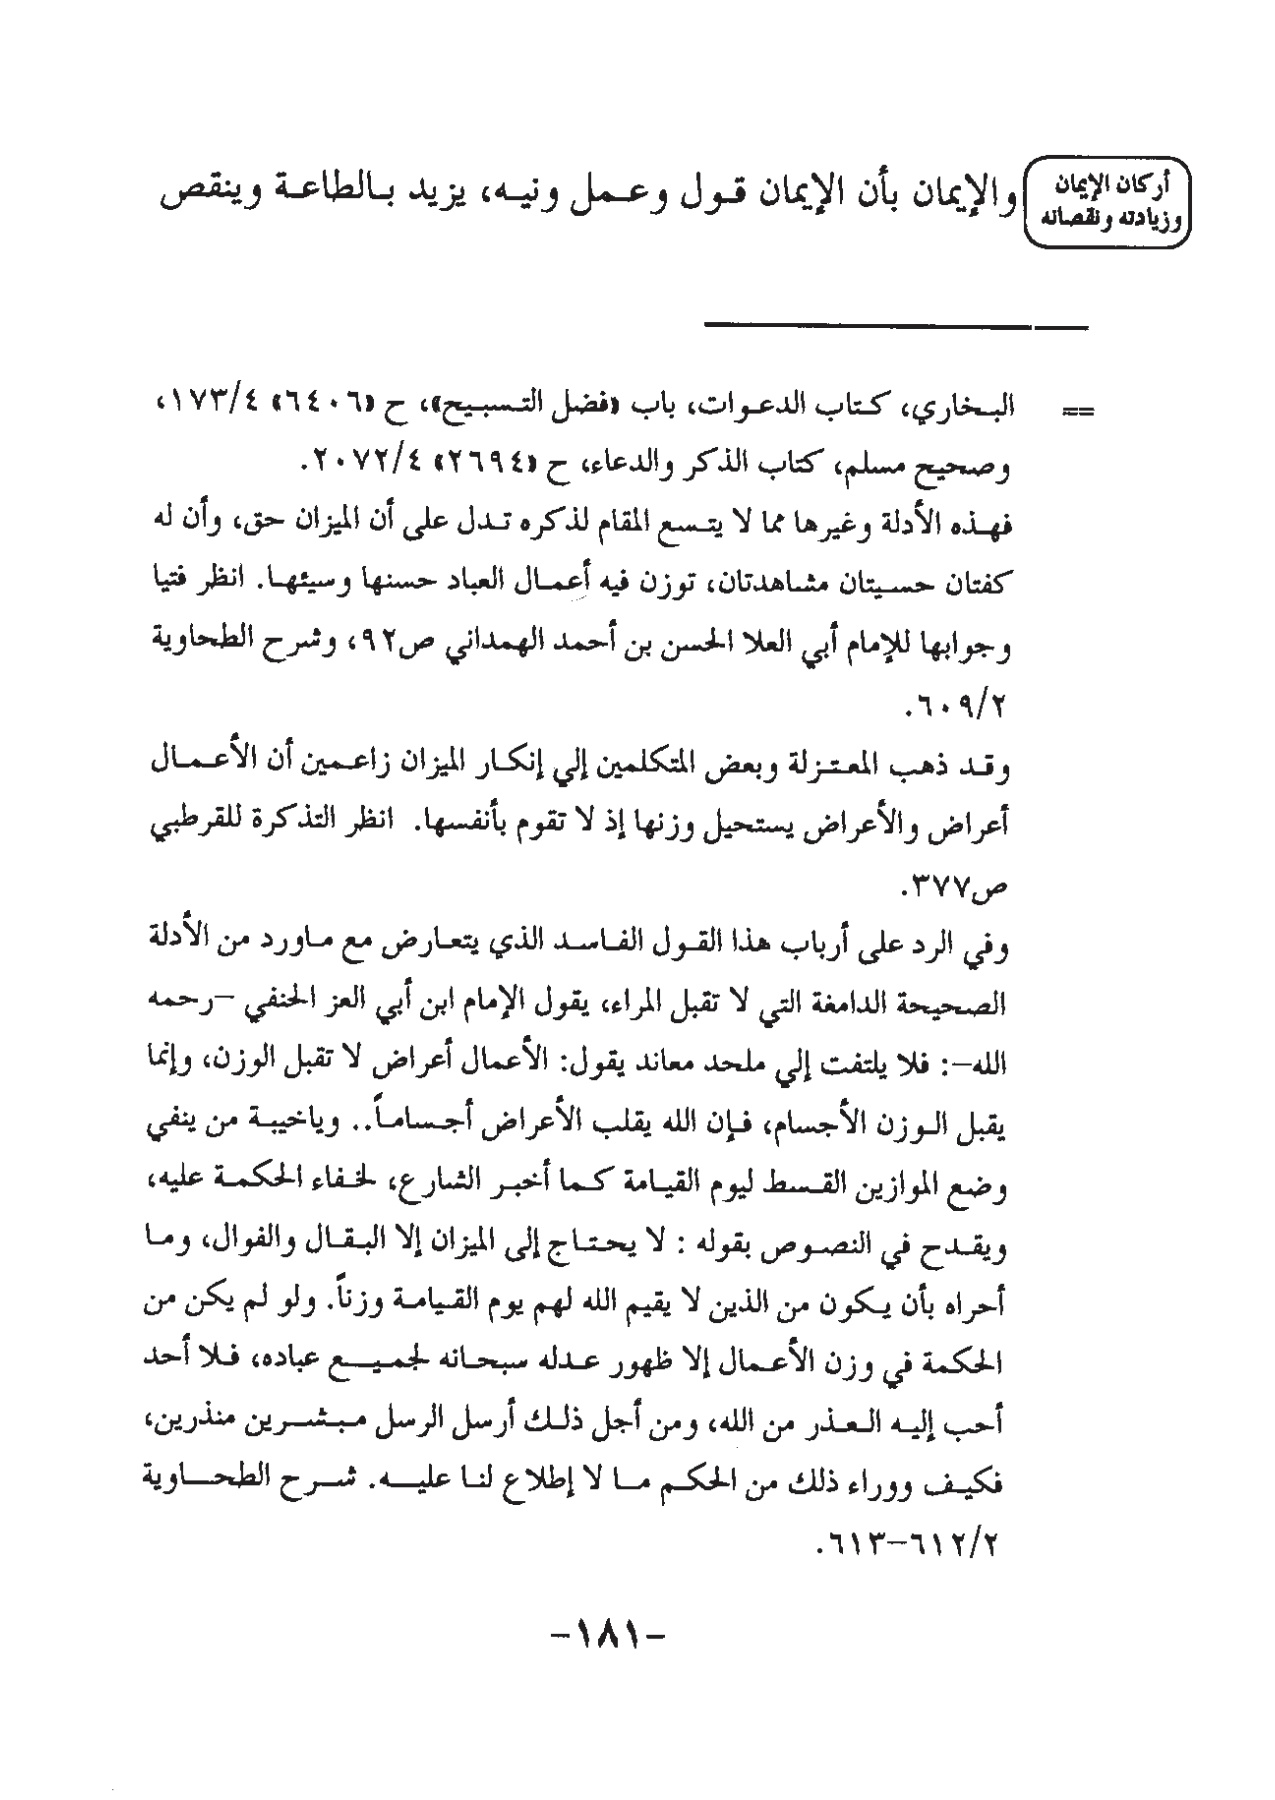 أركان الإيمان
وزيادته ونقصانه
والإيمان بأن الإيمان قول وعمل ونيه، يزيد بالطاعة وينقص
== البخاري، كتاب الدعوات، باب «فضل التسبيح»، ح «٦٤٠٦» ١٧٣/٤،
وصحيح مسلم، كتاب الذكر والدعاء، ح «٢٦٩٤» ٢٠٧٢/٤.
فهذه الأدلة وغيرها مما لا يتسع المقام لذكره تدل على أن الميزان حق، وأن له
كفتان حسيتان مشاهدتان، توزن فيه أعمال العباد حسنها وسيئها. انظر فتيا
وجوابها للإمام أبي العلا الحسن بن أحمد الهمداني ص٩٢، وشرح الطحاوية
٦٠٩/٢.
وقد ذهب المعتزلة وبعض المتكلمين إلي إنكار الميزان زاعمين أن الأعمال
أعراض والأعراض يستحيل وزنها إذ لا تقوم بأنفسها. انظر التذكرة للقرطبي
ص٣٧٧.
وفي الرد على أرباب هذا القول الفاسد الذي يتعارض مع ماورد من الأدلة
الصحيحة الدامغة التي لا تقبل المراء، يقول الإمام ابن أبي العز الحنفي –رحمه
الله–: فلا يلتفت إلي ملحد معاند يقول: الأعمال أعراض لا تقبل الوزن، وإنما
يقبل الوزن الأجسام، فإن الله يقلب الأعراض أجساماً.. وياخيبة من ينفي
وضع الموازين القسط ليوم القيامة كما أخبر الشارع، لخفاء الحكمة عليه،
ويقدح في النصوص بقوله : لا يحتاج إلى الميزان إلا البقال والفوال، وما
أحراه بأن يكون من الذين لا يقيم الله لهم يوم القيامة وزناً. ولو لم يكن من
الحكمة في وزن الأعمال إلا ظهور عدله سبحانه لجميع عباده، فلا أحد
أحب إليه العذر من الله، ومن أجل ذلك أرسل الرسل مبشرين منذرين،
فكيف ووراء ذلك من الحكم ما لا إطلاع لنا عليه. شرح الطحاوية
٦١٢/٢–٦١٣.
–١٨١–